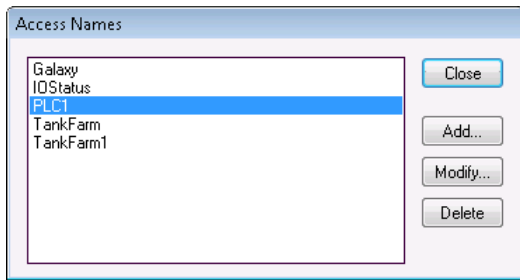 Access Names
Galaxy
IOStatus
PLC1
TankFarm
TankFarm1
Close
Add...
Modify...
Delete